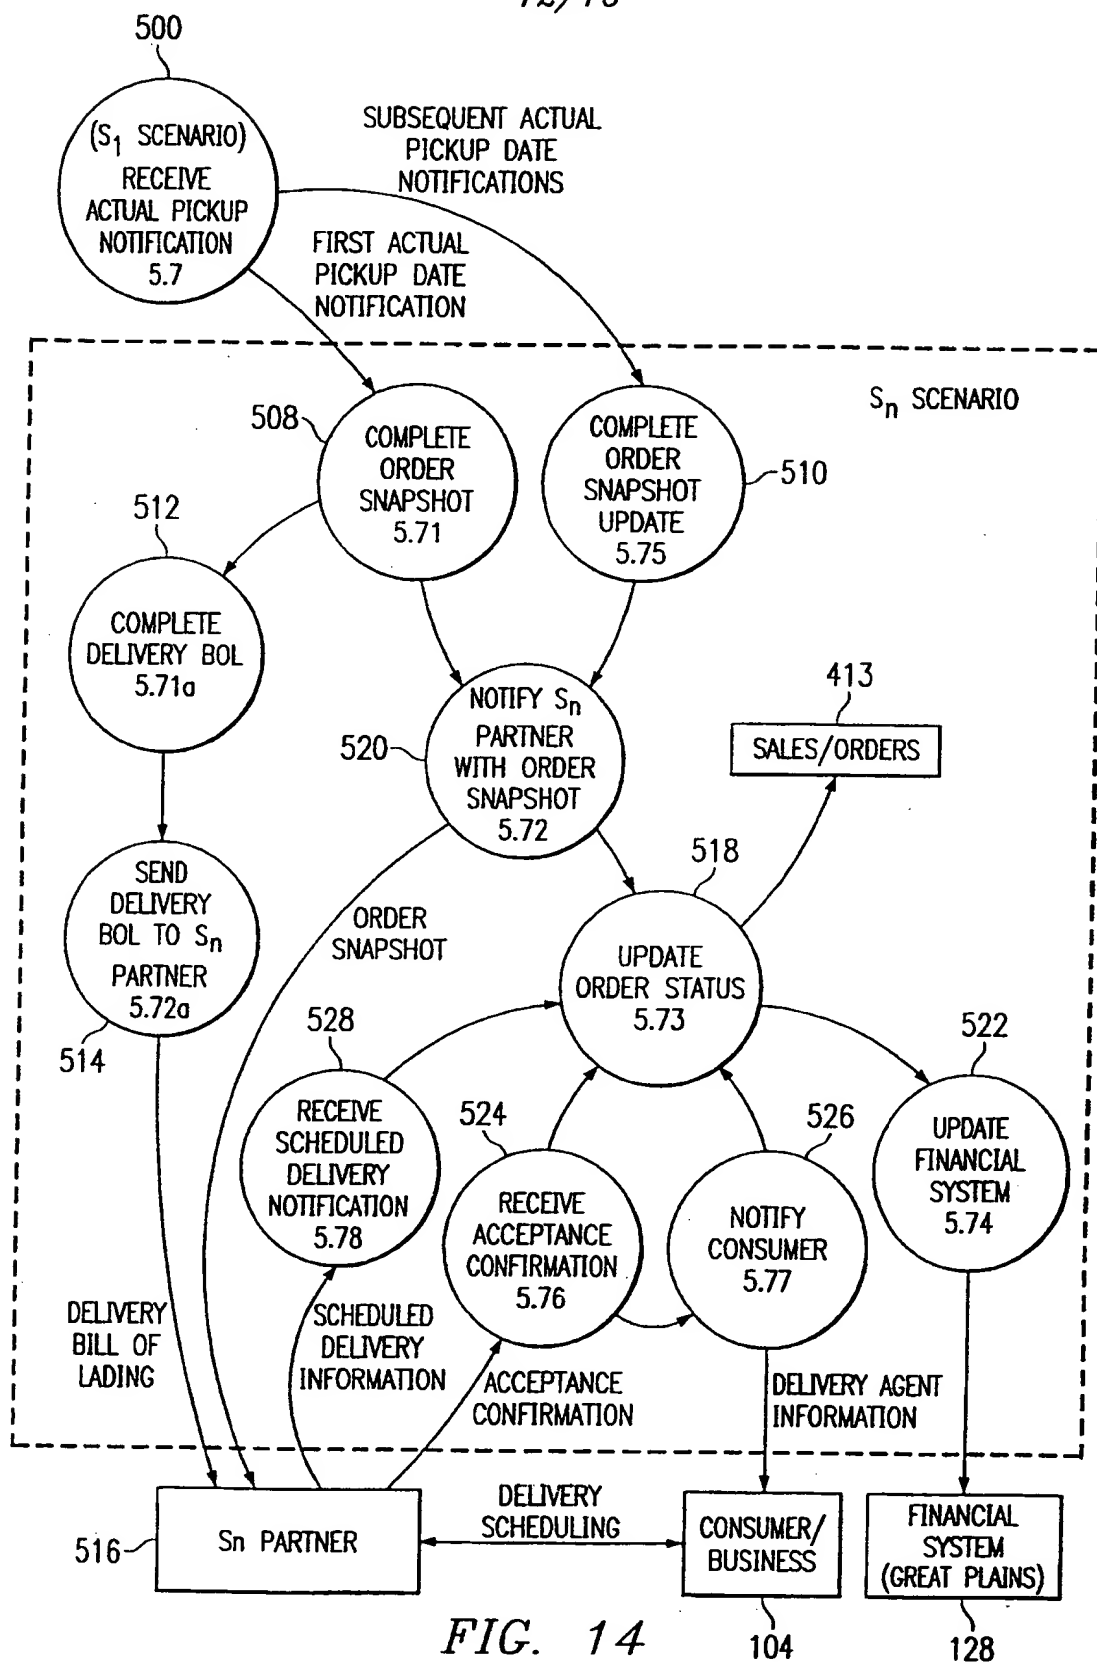 500
(S1 SCENARIO)
RECEIVE
ACTUAL PICKUP
NOTIFICATION
5.7
SUBSEQUENT ACTUAL
PICKUP DATE
NOTIFICATIONS
FIRST ACTUAL
PICKUP DATE
NOTIFICATION
Sn SCENARIO
508
COMPLETE
ORDER
SNAPSHOT
5.71
COMPLETE
ORDER
SNAPSHOT
UPDATE
5.75
510
512
COMPLETE
DELIVERY BOL
5.71a
520
NOTIFY Sn
PARTNER
WITH ORDER
SNAPSHOT
5.72
413
SALES/ORDERS
SEND
DELIVERY
BOL TO Sn
PARTNER
5.72a
514
ORDER
SNAPSHOT
518
UPDATE
ORDER STATUS
5.73
528
RECEIVE
SCHEDULED
DELIVERY
NOTIFICATION
5.78
524
RECEIVE
ACCEPTANCE
CONFIRMATION
5.76
526
NOTIFY
CONSUMER
5.77
522
UPDATE
FINANCIAL
SYSTEM
5.74
DELIVERY
BILL OF
LADING
SCHEDULED
DELIVERY
INFORMATION
ACCEPTANCE
CONFIRMATION
DELIVERY AGENT
INFORMATION
516
Sn PARTNER
DELIVERY
SCHEDULING
CONSUMER/
BUSINESS
104
FINANCIAL
SYSTEM
(GREAT PLAINS)
128
FIG. 14